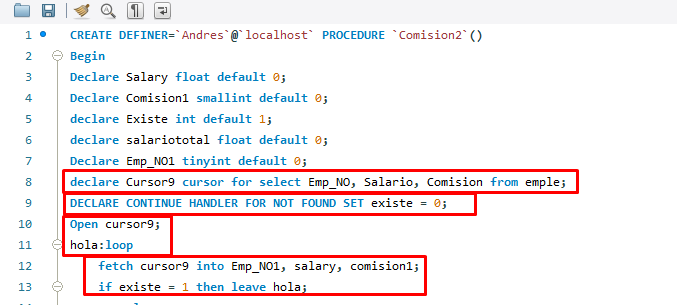 1 CREATE DEFINER=`Andres`@`localhost` PROCEDURE `Comision2`()
2 Begin
3 Declare Salary float default 0;
4 Declare Comision1 smallint default 0;
5 declare Existe int default 1;
6 declare salariototal float default 0;
7 Declare Emp_NO1 tinyint default 0;
8 declare Cursor9 cursor for select Emp_NO, Salario, Comision from emple;
9 DECLARE CONTINUE HANDLER FOR NOT FOUND SET existe = 0;
10 Open cursor9;
11 hola:loop
12 fetch cursor9 into Emp_NO1, salary, comision1;
13 if existe = 1 then leave hola;